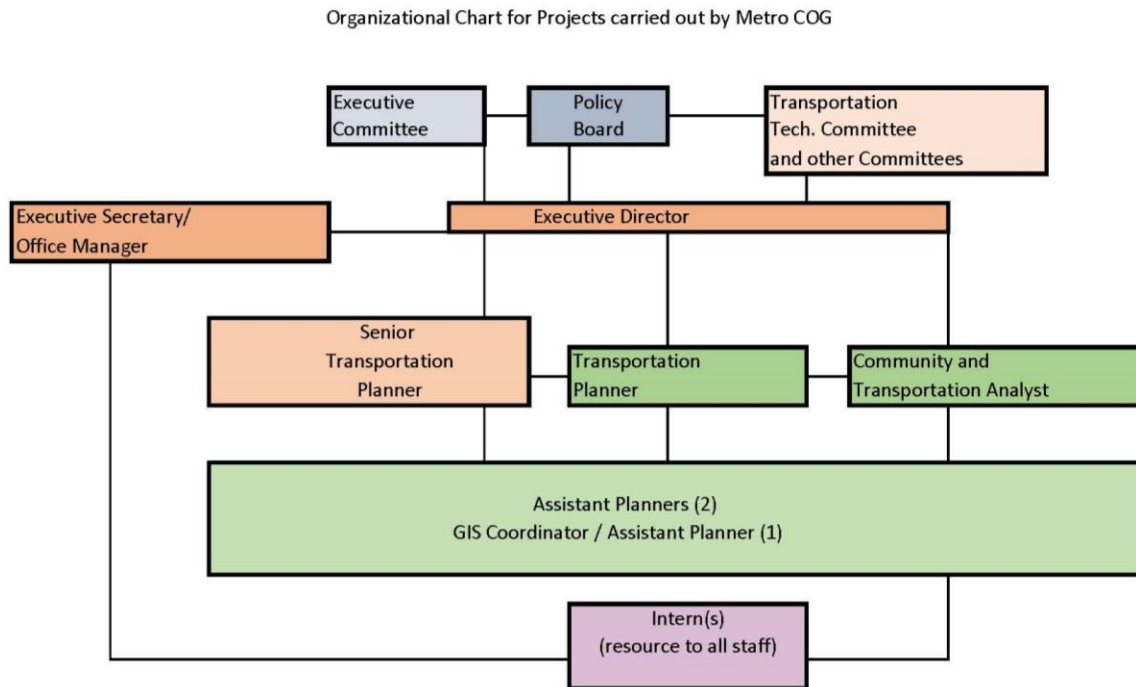 Organizational Chart for Projects carried out by Metro COG
Executive
Committee
Policy
Board
Transportation
Tech. Committee
and other Committees
Executive Secretary/
Office Manager
Executive Director
Senior
Transportation
Planner
Transportation
Planner
Community and
Transportation Analyst
Assistant Planners (2)
GIS Coordinator / Assistant Planner (1)
Intern(s)
(resource to all staff)